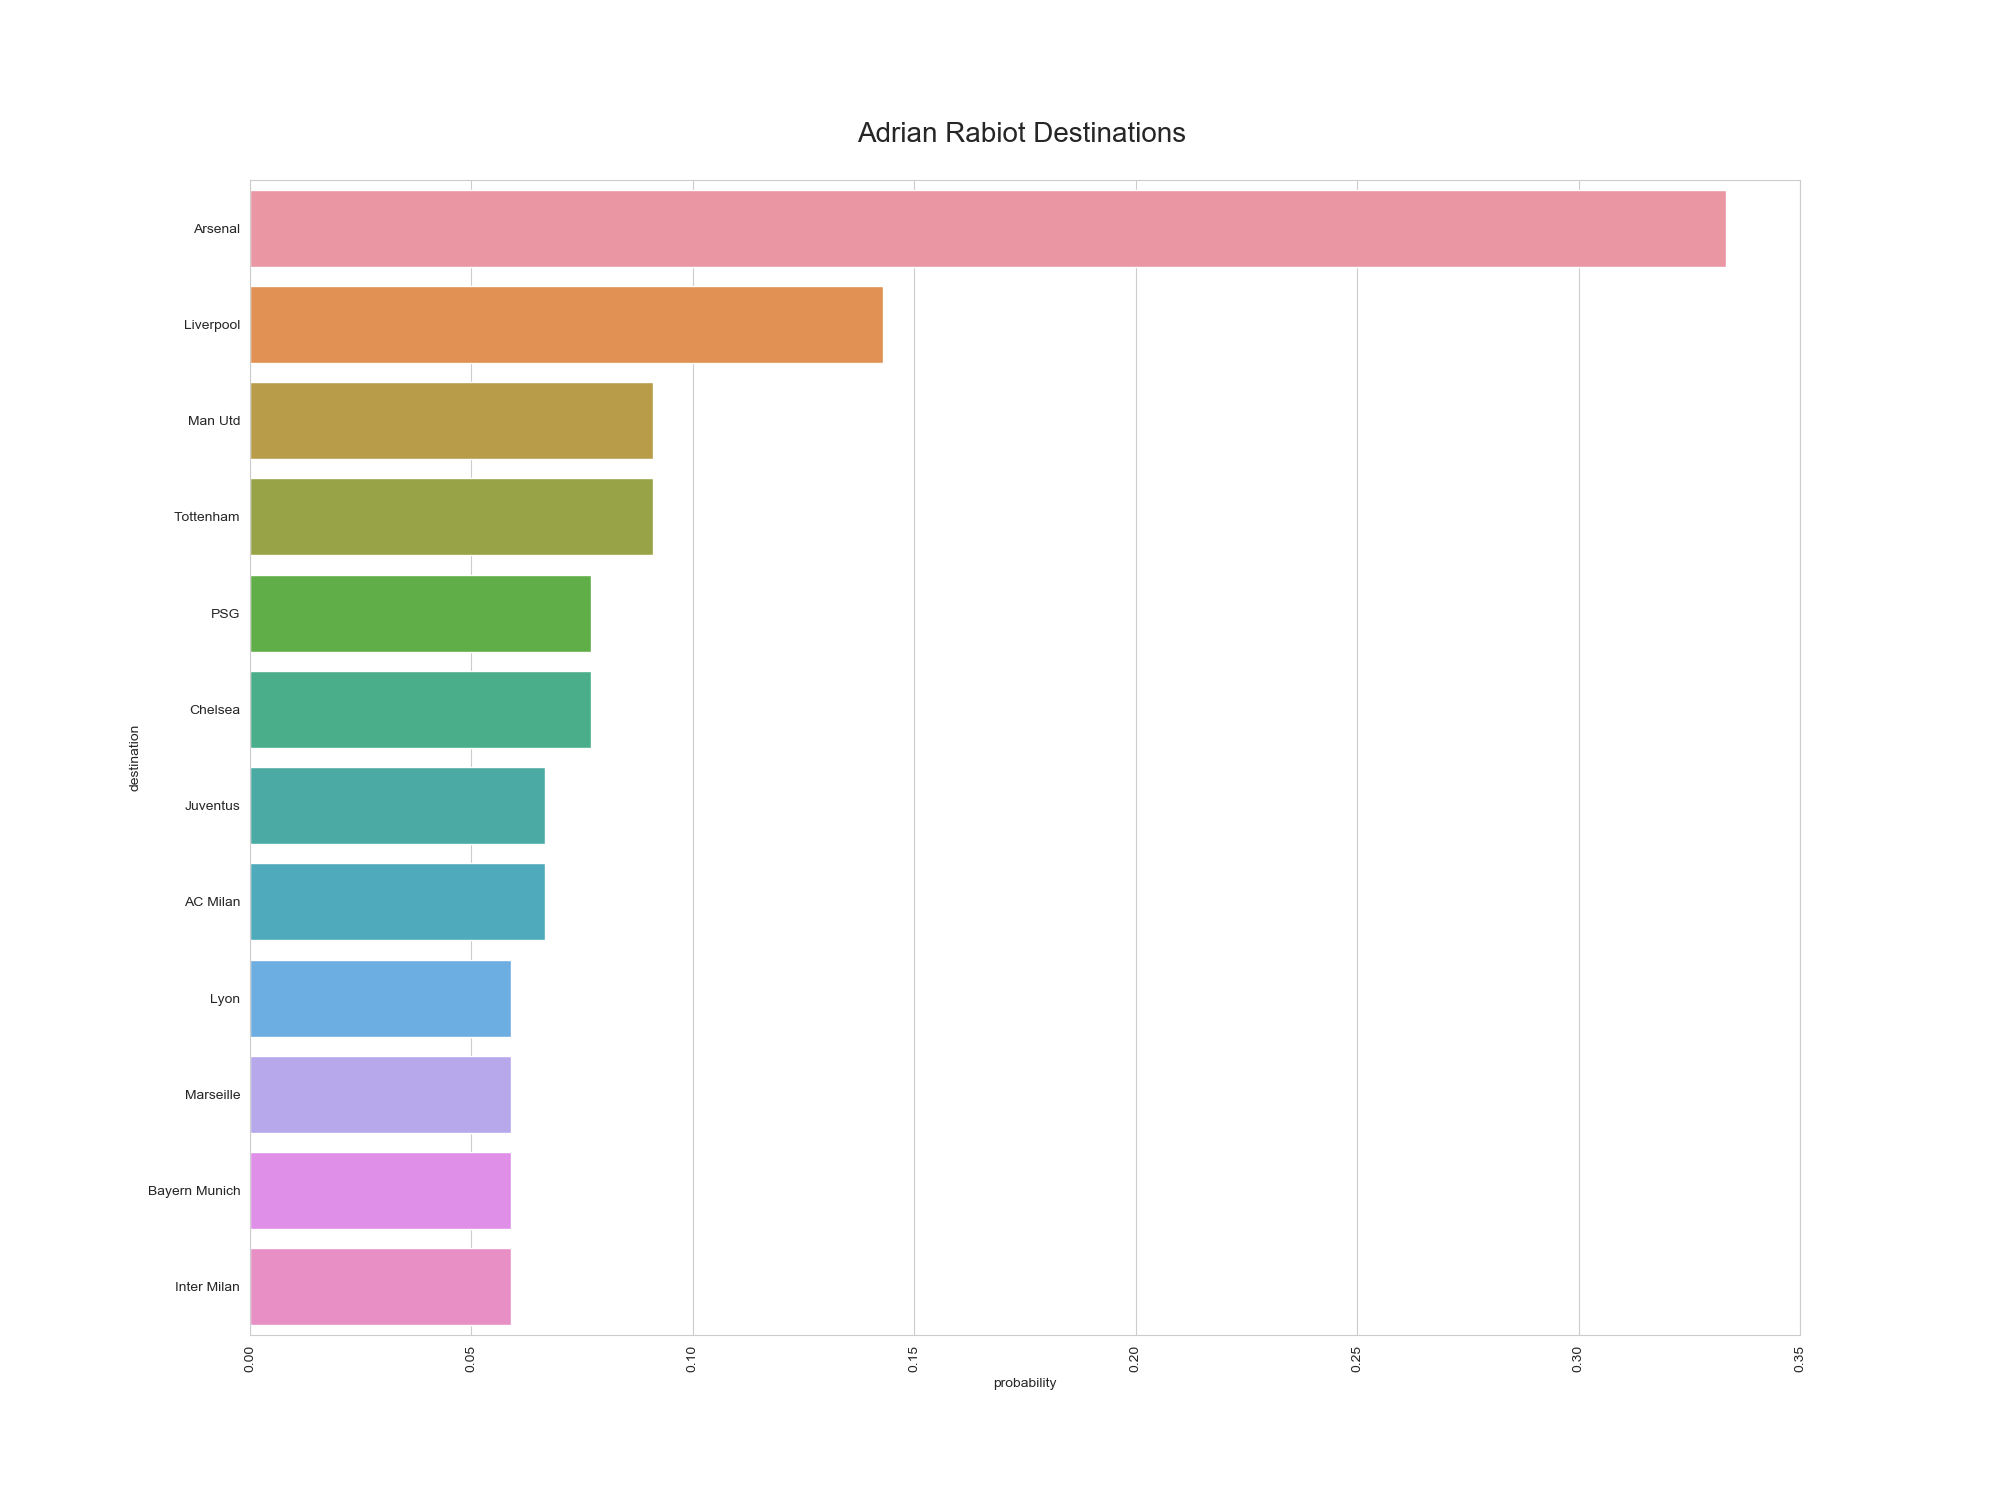 Adrian Rabiot Destinations
Arsenal
Liverpool
Man Utd
Tottenham
PSG
Chelsea
Juventus
AC Milan
Lyon
Marseille
Bayern Munich
Inter Milan
destination
0.00
0.05
0.10
0.15
0.20
0.25
0.30
0.35
probability